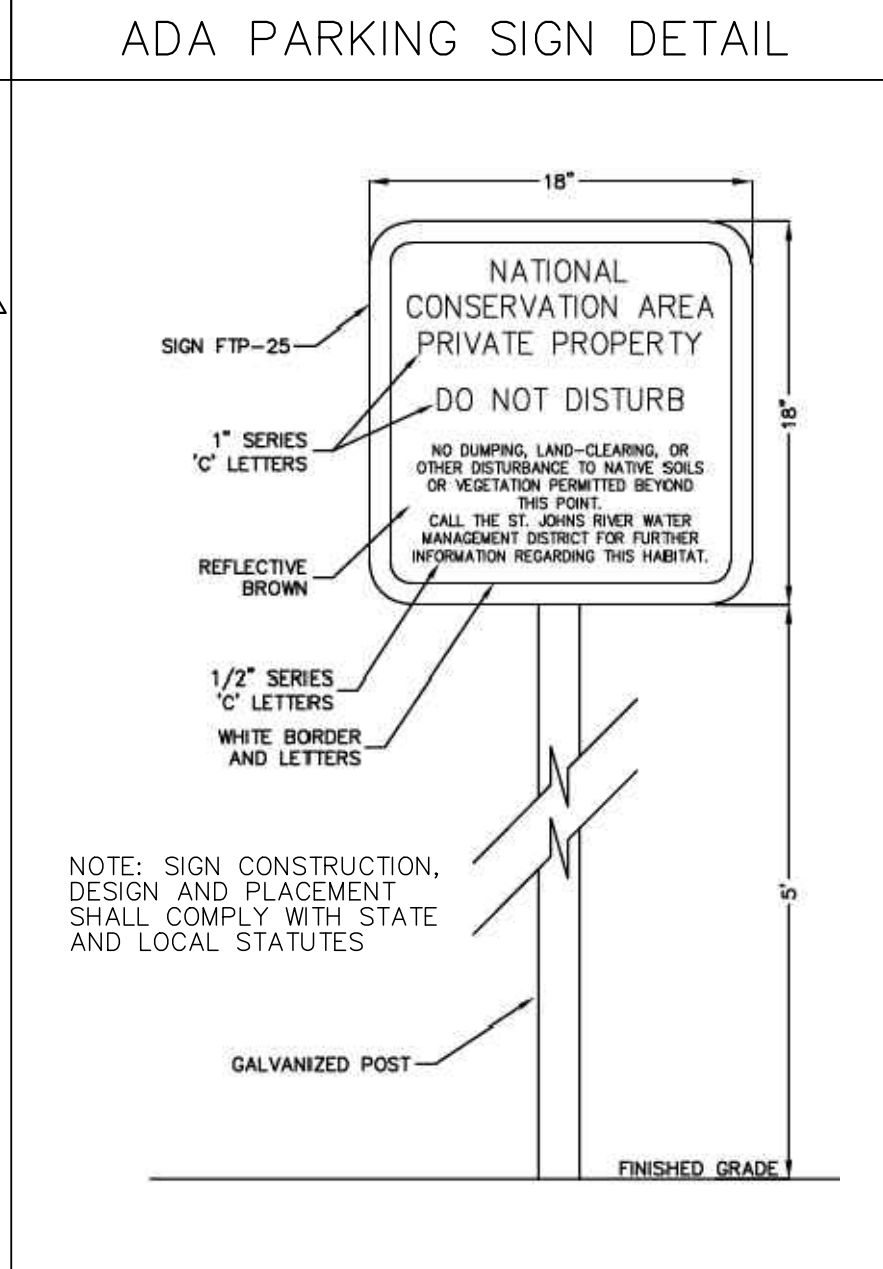 ADA PARKING SIGN DETAIL
18"
NATIONAL
CONSERVATION AREA
PRIVATE PROPERTY
DO NOT DISTURB
NO DUMPING, LAND-CLEARING, OR
OTHER DISTURBANCE TO NATIVE SOILS
OR VEGETATION PERMITTED BEYOND
THIS POINT.
CALL THE ST. JOHNS RIVER WATER
MANAGEMENT DISTRICT FOR FURTHER
INFORMATION REGARDING THIS HABITAT.
18"
SIGN FTP-25
1" SERIES
'C' LETTERS
REFLECTIVE
BROWN
1/2" SERIES
'C' LETTERS
WHITE BORDER
AND LETTERS
NOTE: SIGN CONSTRUCTION,
DESIGN AND PLACEMENT
SHALL COMPLY WITH STATE
AND LOCAL STATUTES
5'
GALVANIZED POST
FINISHED GRADE